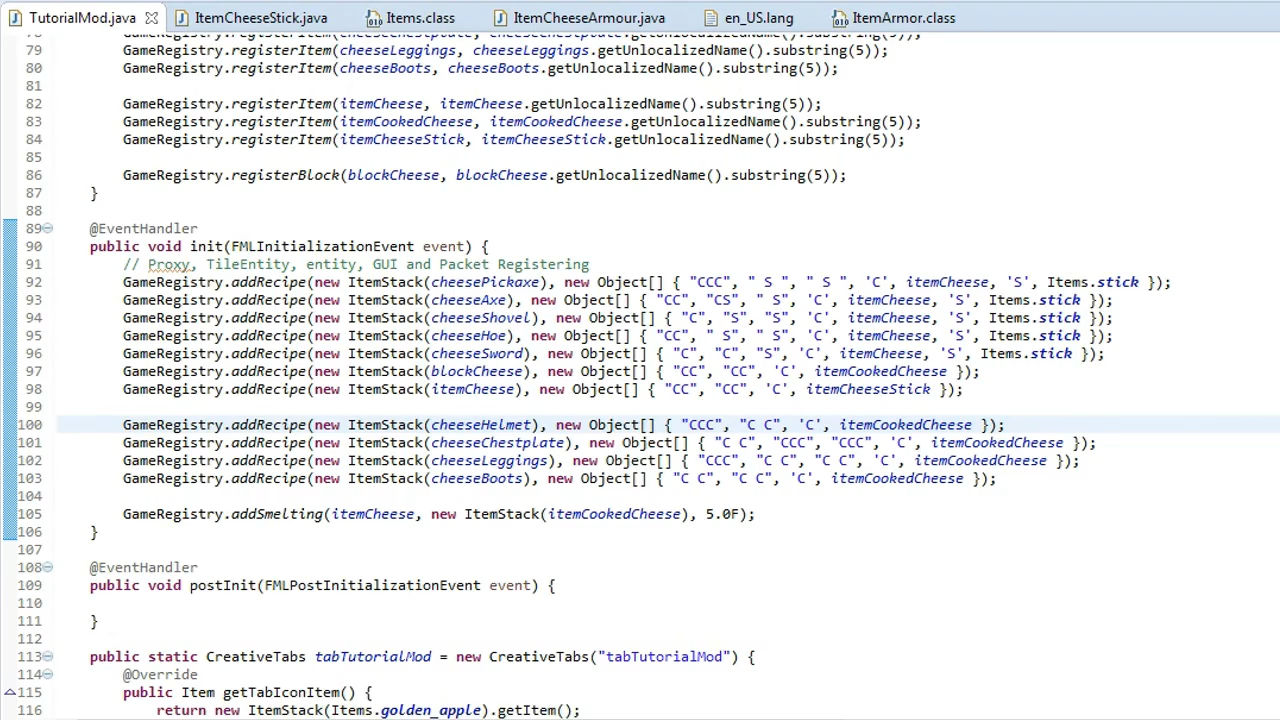 TutorialMod.java ItemCheeseStick.java Items.class ItemCheeseArmour.java en_US.lang ItemArmor.class
78 GameRegistry.registerItem(cheeseChestplate, cheeseChestplate.getUnlocalizedName().substring(5));
79 GameRegistry.registerItem(cheeseLeggings, cheeseLeggings.getUnlocalizedName().substring(5));
80 GameRegistry.registerItem(cheeseBoots, cheeseBoots.getUnlocalizedName().substring(5));
81
82 GameRegistry.registerItem(itemCheese, itemCheese.getUnlocalizedName().substring(5));
83 GameRegistry.registerItem(itemCookedCheese, itemCookedCheese.getUnlocalizedName().substring(5));
84 GameRegistry.registerItem(itemCheeseStick, itemCheeseStick.getUnlocalizedName().substring(5));
85
86 GameRegistry.registerBlock(blockCheese, blockCheese.getUnlocalizedName().substring(5));
87 }
88
89 @EventHandler
90 public void init(FMLInitializationEvent event) {
91 // Proxy, TileEntity, entity, GUI and Packet Registering
92 GameRegistry.addRecipe(new ItemStack(cheesePickaxe), new Object[] { "CCC", " S ", " S ", 'C', itemCheese, 'S', Items.stick });
93 GameRegistry.addRecipe(new ItemStack(cheeseAxe), new Object[] { "CC", "CS", " S", 'C', itemCheese, 'S', Items.stick });
94 GameRegistry.addRecipe(new ItemStack(cheeseShovel), new Object[] { "C", "S", "S", 'C', itemCheese, 'S', Items.stick });
95 GameRegistry.addRecipe(new ItemStack(cheeseHoe), new Object[] { "CC", " S", " S", 'C', itemCheese, 'S', Items.stick });
96 GameRegistry.addRecipe(new ItemStack(cheeseSword), new Object[] { "C", "C", "S", 'C', itemCheese, 'S', Items.stick });
97 GameRegistry.addRecipe(new ItemStack(blockCheese), new Object[] { "CC", "CC", 'C', itemCookedCheese });
98 GameRegistry.addRecipe(new ItemStack(itemCheese), new Object[] { "CC", "CC", 'C', itemCheeseStick });
99
100 GameRegistry.addRecipe(new ItemStack(cheeseHelmet), new Object[] { "CCC", "C C", 'C', itemCookedCheese });
101 GameRegistry.addRecipe(new ItemStack(cheeseChestplate), new Object[] { "C C", "CCC", "CCC", 'C', itemCookedCheese });
102 GameRegistry.addRecipe(new ItemStack(cheeseLeggings), new Object[] { "CCC", "C C", "C C", 'C', itemCookedCheese });
103 GameRegistry.addRecipe(new ItemStack(cheeseBoots), new Object[] { "C C", "C C", 'C', itemCookedCheese });
104
105 GameRegistry.addSmelting(itemCheese, new ItemStack(itemCookedCheese), 5.0F);
106 }
107
108 @EventHandler
109 public void postInit(FMLPostInitializationEvent event) {
110
111 }
112
113 public static CreativeTabs tabTutorialMod = new CreativeTabs("tabTutorialMod") {
114 @Override
115 public Item getTabIconItem() {
116 return new ItemStack(Items.golden_apple).getItem();